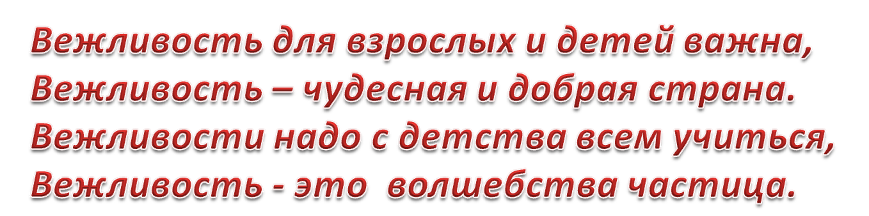 Вежливость для взрослых и детей важна,
Вежливость – чудесная и добрая страна.
Вежливости надо с детства всем учиться,
Вежливость - это  волшебства частица.